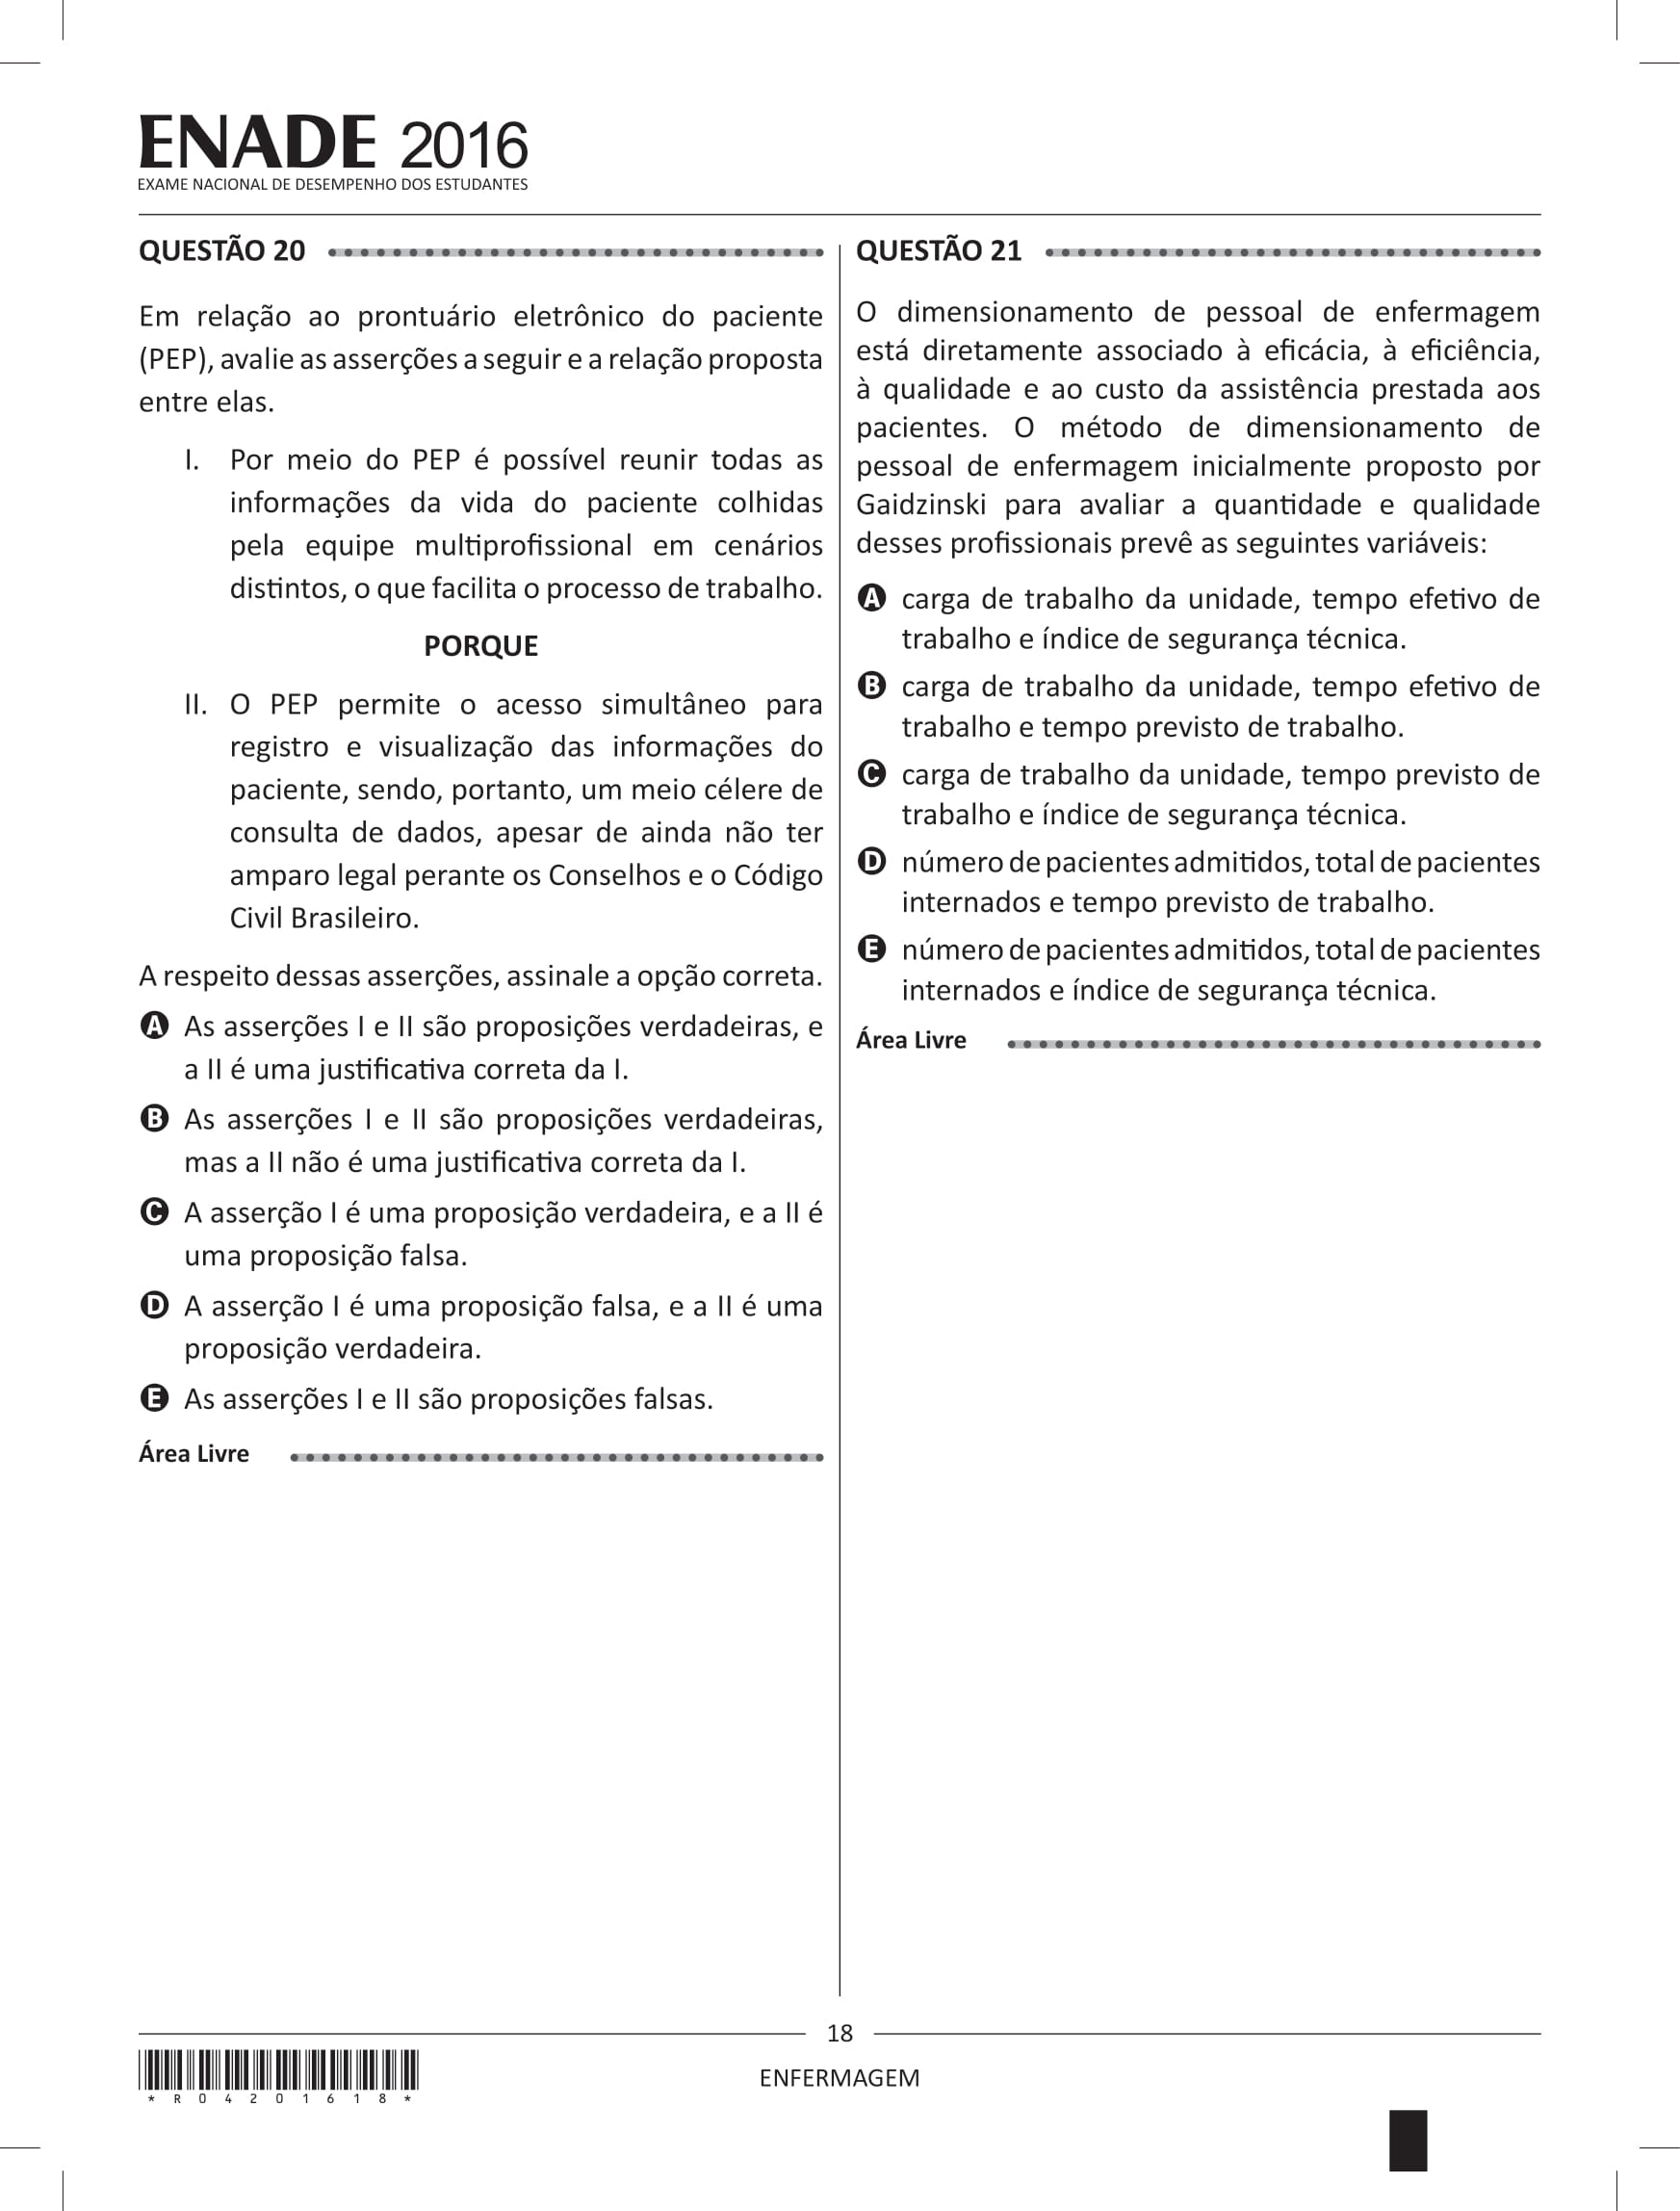 ENADE 2016
EXAME NACIONAL DE DESEMPENHO DOS ESTUDANTES
QUESTÃO 20
Em relação ao prontuário eletrônico do paciente
(PEP), avalie as asserções a seguir e a relação proposta
entre elas.
I. Por meio do PEP é possível reunir todas as
informações da vida do paciente colhidas
pela equipe multiprofissional em cenários
distintos, o que facilita o processo de trabalho.
PORQUE
II. O PEP permite o acesso simultâneo para
registro e visualização das informações do
paciente, sendo, portanto, um meio célere de
consulta de dados, apesar de ainda não ter
amparo legal perante os Conselhos e o Código
Civil Brasileiro.
A respeito dessas asserções, assinale a opção correta.
A As asserções I e II são proposições verdadeiras, e
a II é uma justificativa correta da I.
B As asserções I e II são proposições verdadeiras,
mas a II não é uma justificativa correta da I.
C A asserção I é uma proposição verdadeira, e a II é
uma proposição falsa.
D A asserção I é uma proposição falsa, e a II é uma
proposição verdadeira.
E As asserções I e II são proposições falsas.
Área Livre
QUESTÃO 21
O dimensionamento de pessoal de enfermagem
está diretamente associado à eficácia, à eficiência,
à qualidade e ao custo da assistência prestada aos
pacientes. O método de dimensionamento de
pessoal de enfermagem inicialmente proposto por
Gaidzinski para avaliar a quantidade e qualidade
desses profissionais prevê as seguintes variáveis:
A carga de trabalho da unidade, tempo efetivo de
trabalho e índice de segurança técnica.
B carga de trabalho da unidade, tempo efetivo de
trabalho e tempo previsto de trabalho.
C carga de trabalho da unidade, tempo previsto de
trabalho e índice de segurança técnica.
D número de pacientes admitidos, total de pacientes
internados e tempo previsto de trabalho.
E número de pacientes admitidos, total de pacientes
internados e índice de segurança técnica.
Área Livre
18
ENFERMAGEM
* R 0 4 2 0 1 6 1 8 *